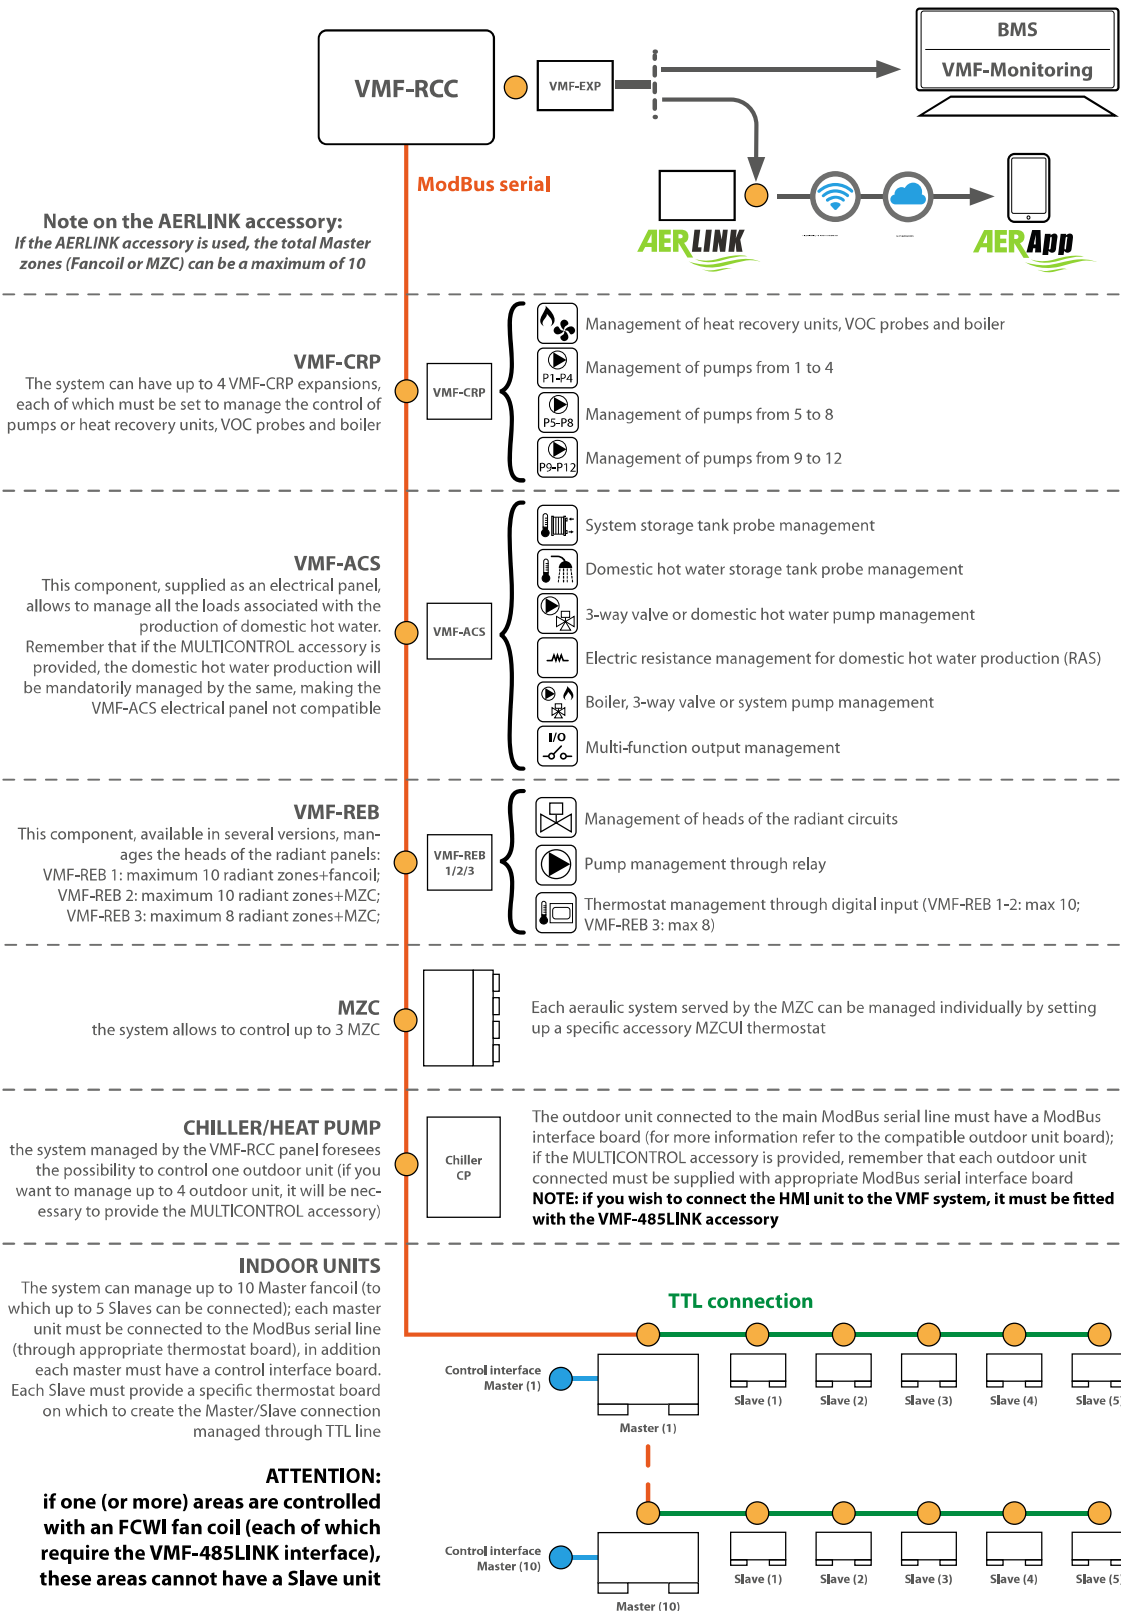 BMS
VMF-Monitoring
VMF-RCC
VMF-EXP
ModBus serial
AERLINK
AERApp
Note on the AERLINK accessory:
If the AERLINK accessory is used, the total Master
zones (Fancoil or MZC) can be a maximum of 10
VMF-CRP
The system can have up to 4 VMF-CRP expansions,
each of which must be set to manage the control of
pumps or heat recovery units, VOC probes and boiler
VMF-CRP
Management of heat recovery units, VOC probes and boiler
P1-P4
Management of pumps from 1 to 4
P5-P8
Management of pumps from 5 to 8
P9-P12
Management of pumps from 9 to 12
VMF-ACS
This component, supplied as an electrical panel,
allows to manage all the loads associated with the
production of domestic hot water.
Remember that if the MULTICONTROL accessory is
provided, the domestic hot water production will
be mandatorily managed by the same, making the
VMF-ACS electrical panel not compatible
VMF-ACS
System storage tank probe management
Domestic hot water storage tank probe management
3-way valve or domestic hot water pump management
Electric resistance management for domestic hot water production (RAS)
Boiler, 3-way valve or system pump management
I/O
Multi-function output management
VMF-REB
This component, available in several versions, man-
ages the heads of the radiant panels:
VMF-REB 1: maximum 10 radiant zones+fancoil;
VMF-REB 2: maximum 10 radiant zones+MZC;
VMF-REB 3: maximum 8 radiant zones+MZC;
VMF-REB
1/2/3
Management of heads of the radiant circuits
Pump management through relay
Thermostat management through digital input (VMF-REB 1-2: max 10;
VMF-REB 3: max 8)
MZC
the system allows to control up to 3 MZC
Each aeraulic system served by the MZC can be managed individually by setting
up a specific accessory MZCUI thermostat
CHILLER/HEAT PUMP
the system managed by the VMF-RCC panel foresees
the possibility to control one outdoor unit (if you
want to manage up to 4 outdoor unit, it will be nec-
essary to provide the MULTICONTROL accessory)
Chiller
CP
The outdoor unit connected to the main ModBus serial line must have a ModBus
interface board (for more information refer to the compatible outdoor unit board);
if the MULTICONTROL accessory is provided, remember that each outdoor unit
connected must be supplied with appropriate ModBus serial interface board
NOTE: if you wish to connect the HMI unit to the VMF system, it must be fitted
with the VMF-485LINK accessory
INDOOR UNITS
The system can manage up to 10 Master fancoil (to
which up to 5 Slaves can be connected); each master
unit must be connected to the ModBus serial line
(through appropriate thermostat board), in addition
each master must have a control interface board.
Each Slave must provide a specific thermostat board
on which to create the Master/Slave connection
managed through TTL line
TTL connection
Control interface
Master (1)
Master (1)
Slave (1)
Slave (2)
Slave (3)
Slave (4)
Slave (5)
ATTENTION:
if one (or more) areas are controlled
with an FCWI fan coil (each of which
require the VMF-485LINK interface),
these areas cannot have a Slave unit
Control interface
Master (10)
Master (10)
Slave (1)
Slave (2)
Slave (3)
Slave (4)
Slave (5)